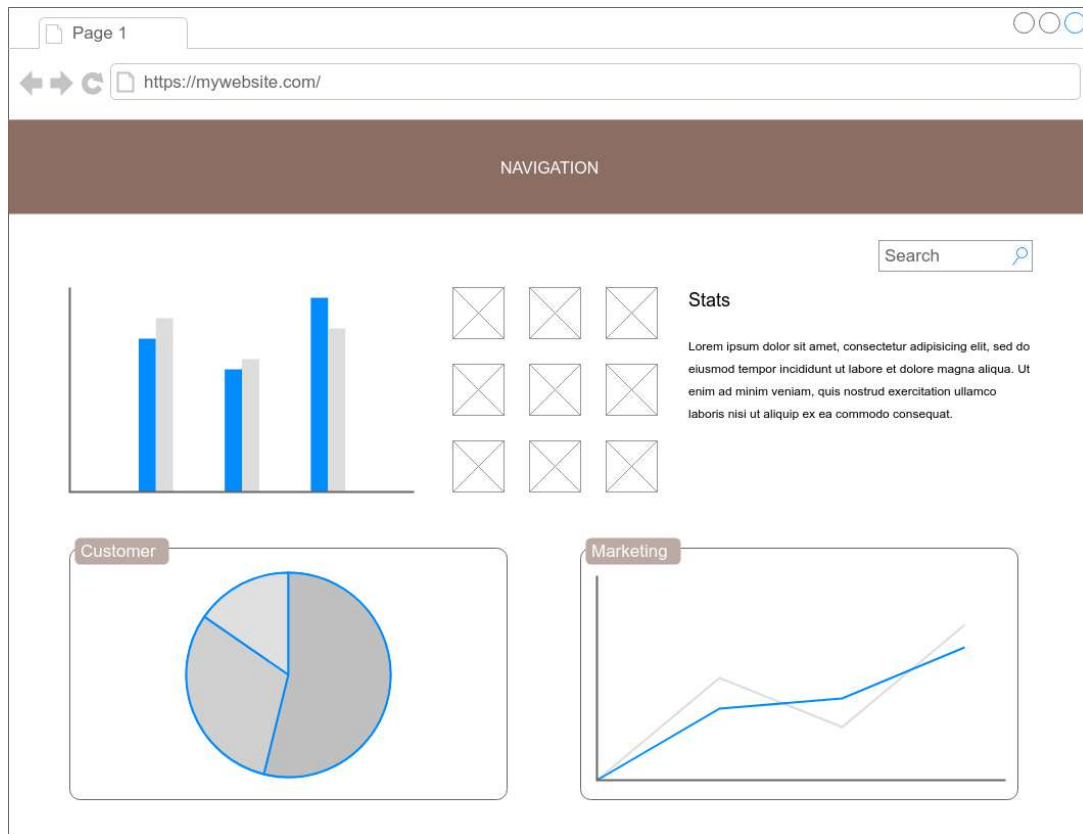 Page 1
https://mywebsite.com/
NAVIGATION
Search
Stats
Lorem ipsum dolor sit amet, consectetur adipisicing elit, sed do
eiusmod tempor incididunt ut labore et dolore magna aliqua. Ut
enim ad minim veniam, quis nostrud exercitation ullamco
laboris nisi ut aliquip ex ea commodo consequat.
Customer
Marketing